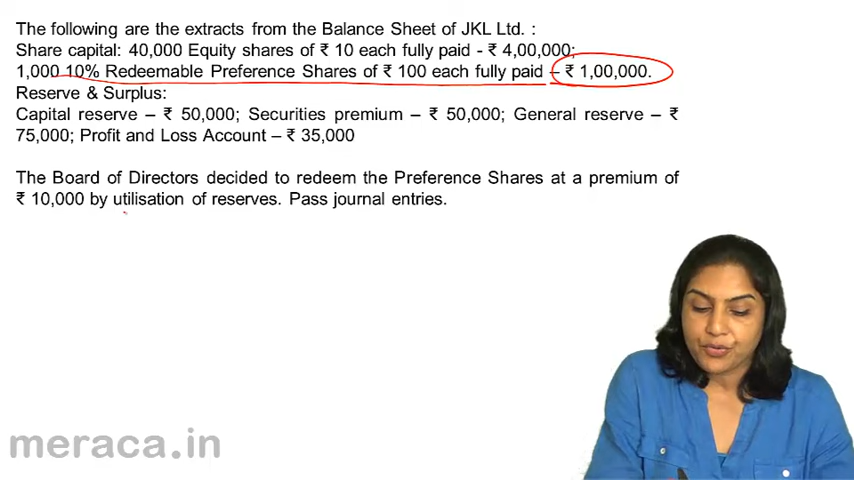 The following are the extracts from the Balance Sheet of JKL Ltd. :
Share capital: 40,000 Equity shares of ₹ 10 each fully paid - ₹ 4,00,000;
1,000 10% Redeemable Preference Shares of ₹ 100 each fully paid – ₹ 1,00,000.
Reserve & Surplus:
Capital reserve – ₹ 50,000; Securities premium – ₹ 50,000; General reserve – ₹
75,000; Profit and Loss Account – ₹ 35,000
The Board of Directors decided to redeem the Preference Shares at a premium of
₹ 10,000 by utilisation of reserves. Pass journal entries.
meraca.in